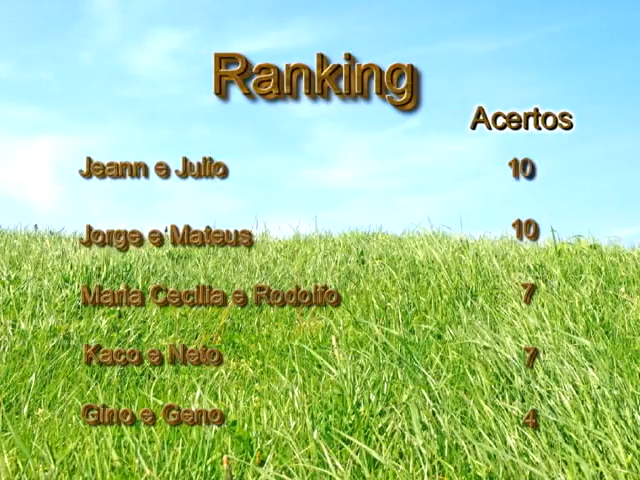 Ranking
Acertos
Jeann e Julio 10
Jorge e Mateus 10
Maria Cecilia e Rodolfo 7
Kaco e Neto 7
Gino e Geno 4